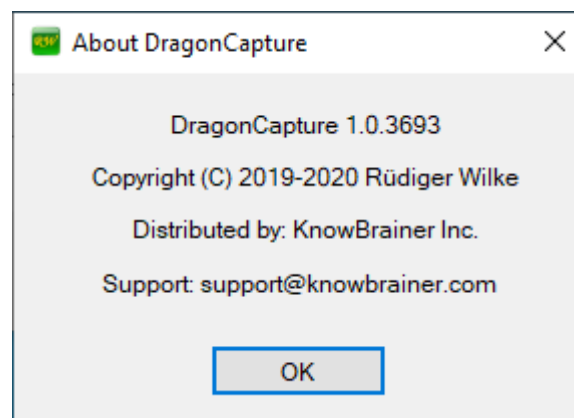 About DragonCapture
DragonCapture 1.0.3693
Copyright (C) 2019-2020 Rüdiger Wilke
Distributed by: KnowBrainer Inc.
Support: support@knowbrainer.com
OK